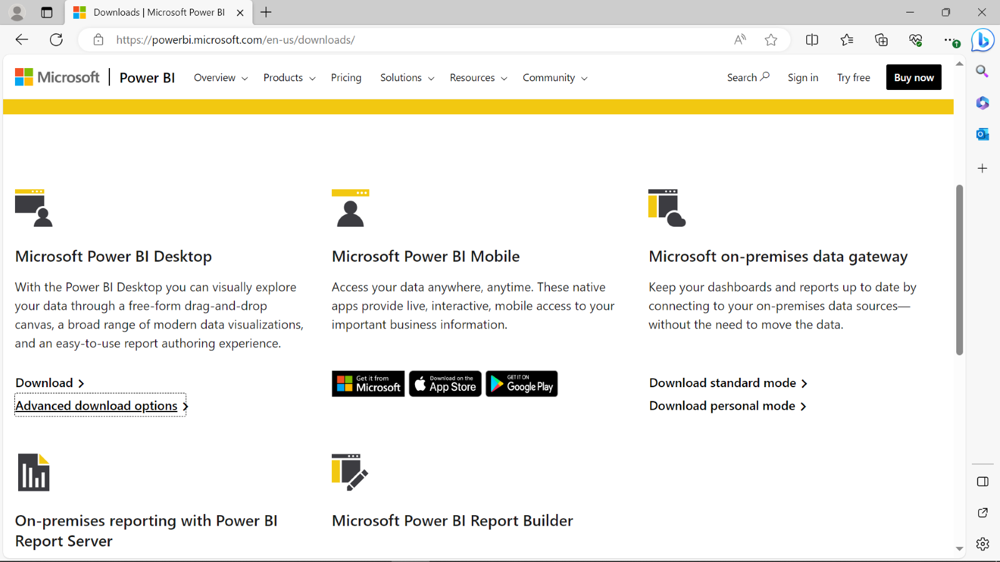 Downloads | Microsoft Power BI
https://powerbi.microsoft.com/en-us/downloads/
Microsoft
Power BI
Overview
Products
Pricing
Solutions
Resources
Community
Search
Sign in
Try free
Buy now
Microsoft Power BI Desktop
With the Power BI Desktop you can visually explore
your data through a free-form drag-and-drop
canvas, a broad range of modern data visualizations,
and an easy-to-use report authoring experience.
Download
Advanced download options
Microsoft Power BI Mobile
Access your data anywhere, anytime. These native
apps provide live, interactive, mobile access to your
important business information.
Get it from
Microsoft
Download on the
App Store
GET IT ON
Google Play
Microsoft on-premises data gateway
Keep your dashboards and reports up to date by
connecting to your on-premises data sources—
without the need to move the data.
Download standard mode
Download personal mode
On-premises reporting with Power BI
Report Server
Microsoft Power BI Report Builder